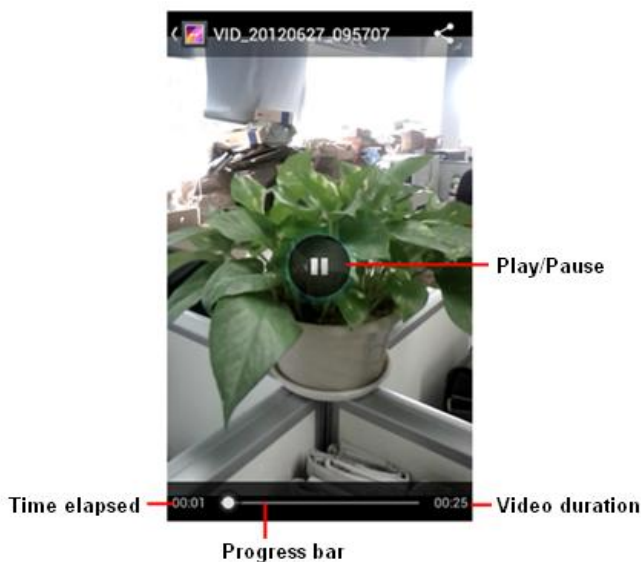 VID_20120627_095707
Play/Pause
Time elapsed
00:01
00:25
Video duration
Progress bar